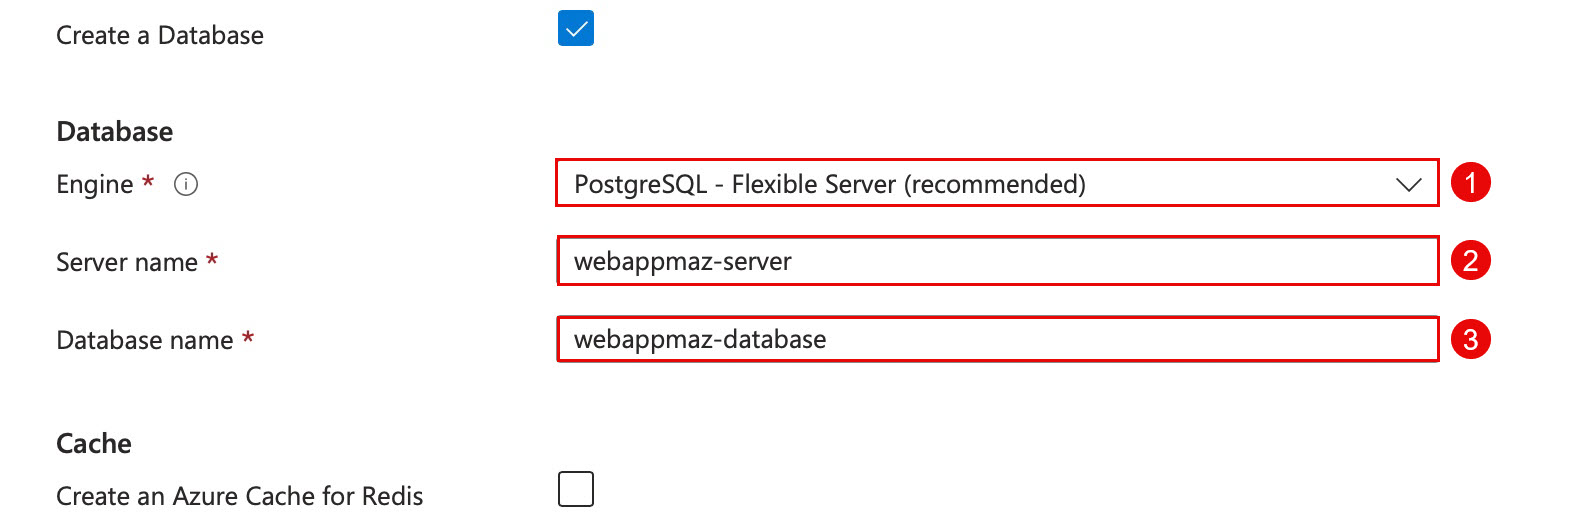 Create a Database
Database
Engine * PostgreSQL - Flexible Server (recommended) 1
Server name * webappmaz-server 2
Database name * webappmaz-database 3
Cache
Create an Azure Cache for Redis